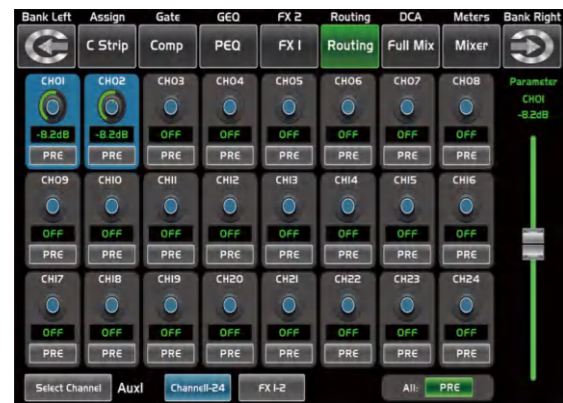 Bank Left Assign Gate GEQ FX 2 Routing DCA Meters Bank Right
C Strip Comp PEQ FX I Routing Full Mix Mixer
CH01 CH02 CH03 CH04 CH05 CH06 CH07 CH08
-8.2dB -8.2dB OFF OFF OFF OFF OFF OFF
PRE PRE PRE PRE PRE PRE PRE PRE
CH09 CH10 CH11 CH12 CH13 CH14 CH15 CH16
OFF OFF OFF OFF OFF OFF OFF OFF
PRE PRE PRE PRE PRE PRE PRE PRE
CH17 CH18 CH19 CH20 CH21 CH22 CH23 CH24
OFF OFF OFF OFF OFF OFF OFF OFF
PRE PRE PRE PRE PRE PRE PRE PRE
Select Channel Aux1 Channel1-24 FX 1-2 All: PRE
Parameter
CH01
-8.2dB